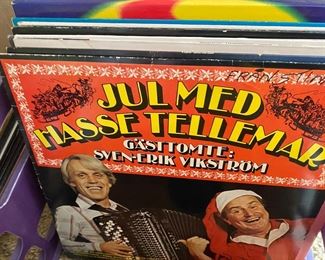 JUL MED
HASSE TELLEMAR
GÄSTTOMTE:
SVEN-ERIK VIKSTRÖM